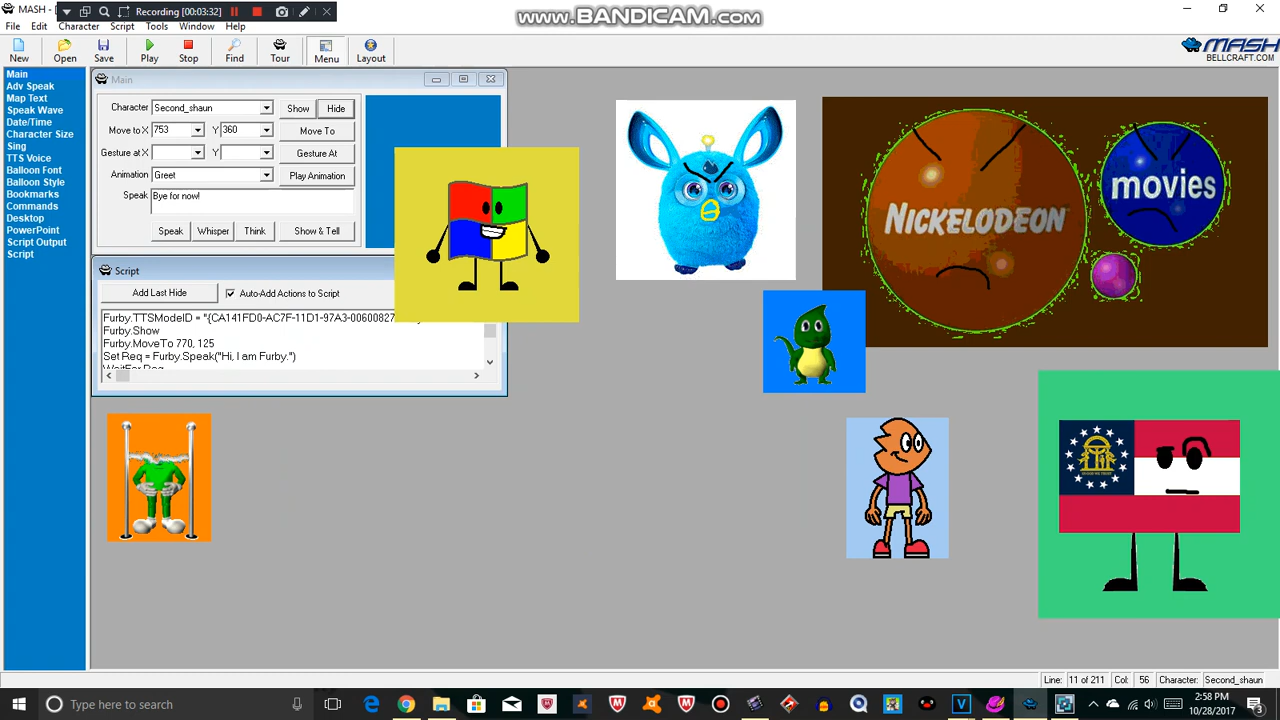 MASH - [
Recording [00:03:32]
www.BANDICAM.com
File Edit Character Script Tools Window Help
New Open Save Play Stop Find Tour Menu Layout
MASH
BELLCRAFT.COM
Main
Adv Speak
Map Text
Speak Wave
Date/Time
Character Size
Sing
TTS Voice
Balloon Font
Balloon Style
Bookmarks
Commands
Desktop
PowerPoint
Script Output
Script
Main
Character Second_shaun Show Hide
Move to X 753 Y 360 Move To
Gesture at X Y Gesture At
Animation Greet Play Animation
Speak Bye for now!
Speak Whisper Think Show & Tell
Script
Add Last Hide Auto-Add Actions to Script
Furby.TTSModeID = "{CA141FD0-AC7F-11D1-97A3-00600827
Furby.Show
Furby.MoveTo 770, 125
Set Req = Furby.Speak("Hi, I am Furby.")
WaitFor Req
NICKELODEON
movies
Line: 11 of 211 Col: 56 Character: Second_shaun
Type here to search
2:58 PM
10/28/2017